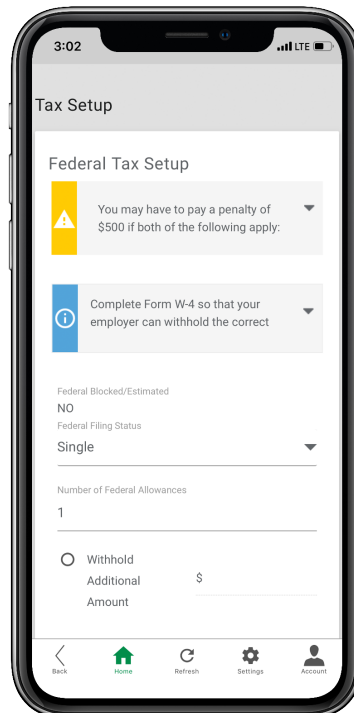 3:02
LTE
Tax Setup
Federal Tax Setup
You may have to pay a penalty of
$500 if both of the following apply:
Complete Form W-4 so that your
employer can withhold the correct
Federal Blocked/Estimated
NO
Federal Filing Status
Single
Number of Federal Allowances
1
Withhold
Additional
Amount
$
Back
Home
Refresh
Settings
Account